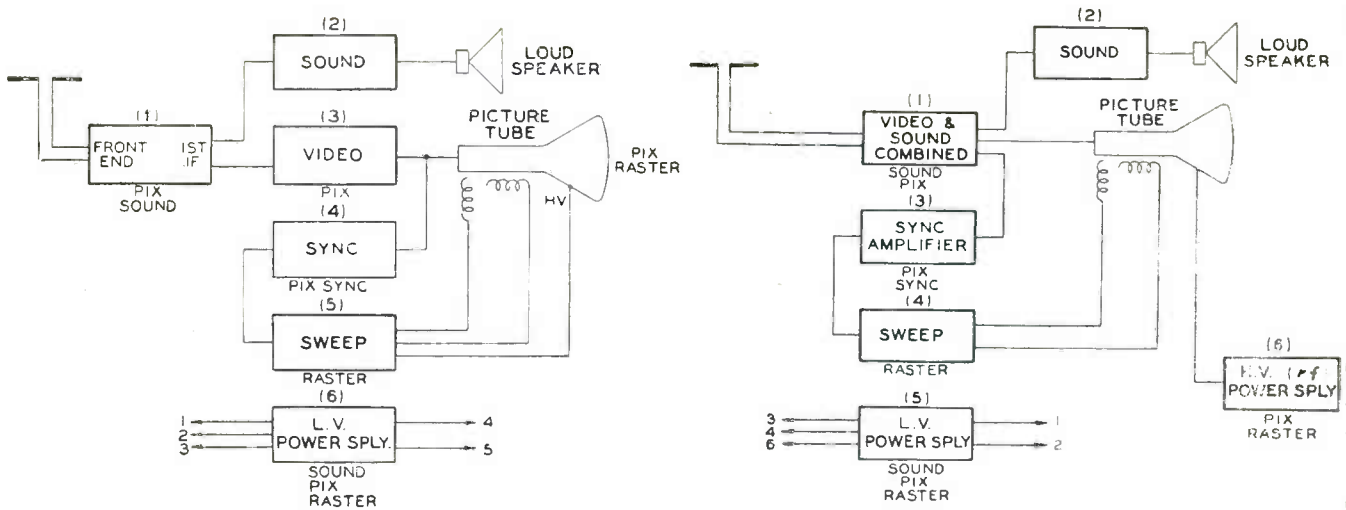 (2)
SOUND
LOUD
SPEAKER
(1)
FRONT
END
1ST
.IF
PIX
SOUND
(3)
VIDEO
PIX
PICTURE
TUBE
PIX
RASTER
HV
(4)
SYNC
PIX SYNC
(5)
SWEEP
RASTER
(6)
L.V.
POWER SPLY.
1
2
3
4
5
SOUND
PIX
RASTER
(2)
SOUND
LOUD
SPEAKER
(1)
VIDEO &
SOUND
COMBINED
SOUND
PIX
PICTURE
TUBE
(3)
SYNC
AMPLIFIER
PIX
SYNC
(4)
SWEEP
RASTER
(6)
H.V. (rf)
POWER SPLY
PIX
RASTER
(5)
L.V.
POWER SPLY
3
4
6
1
2
SOUND
PIX
RASTER